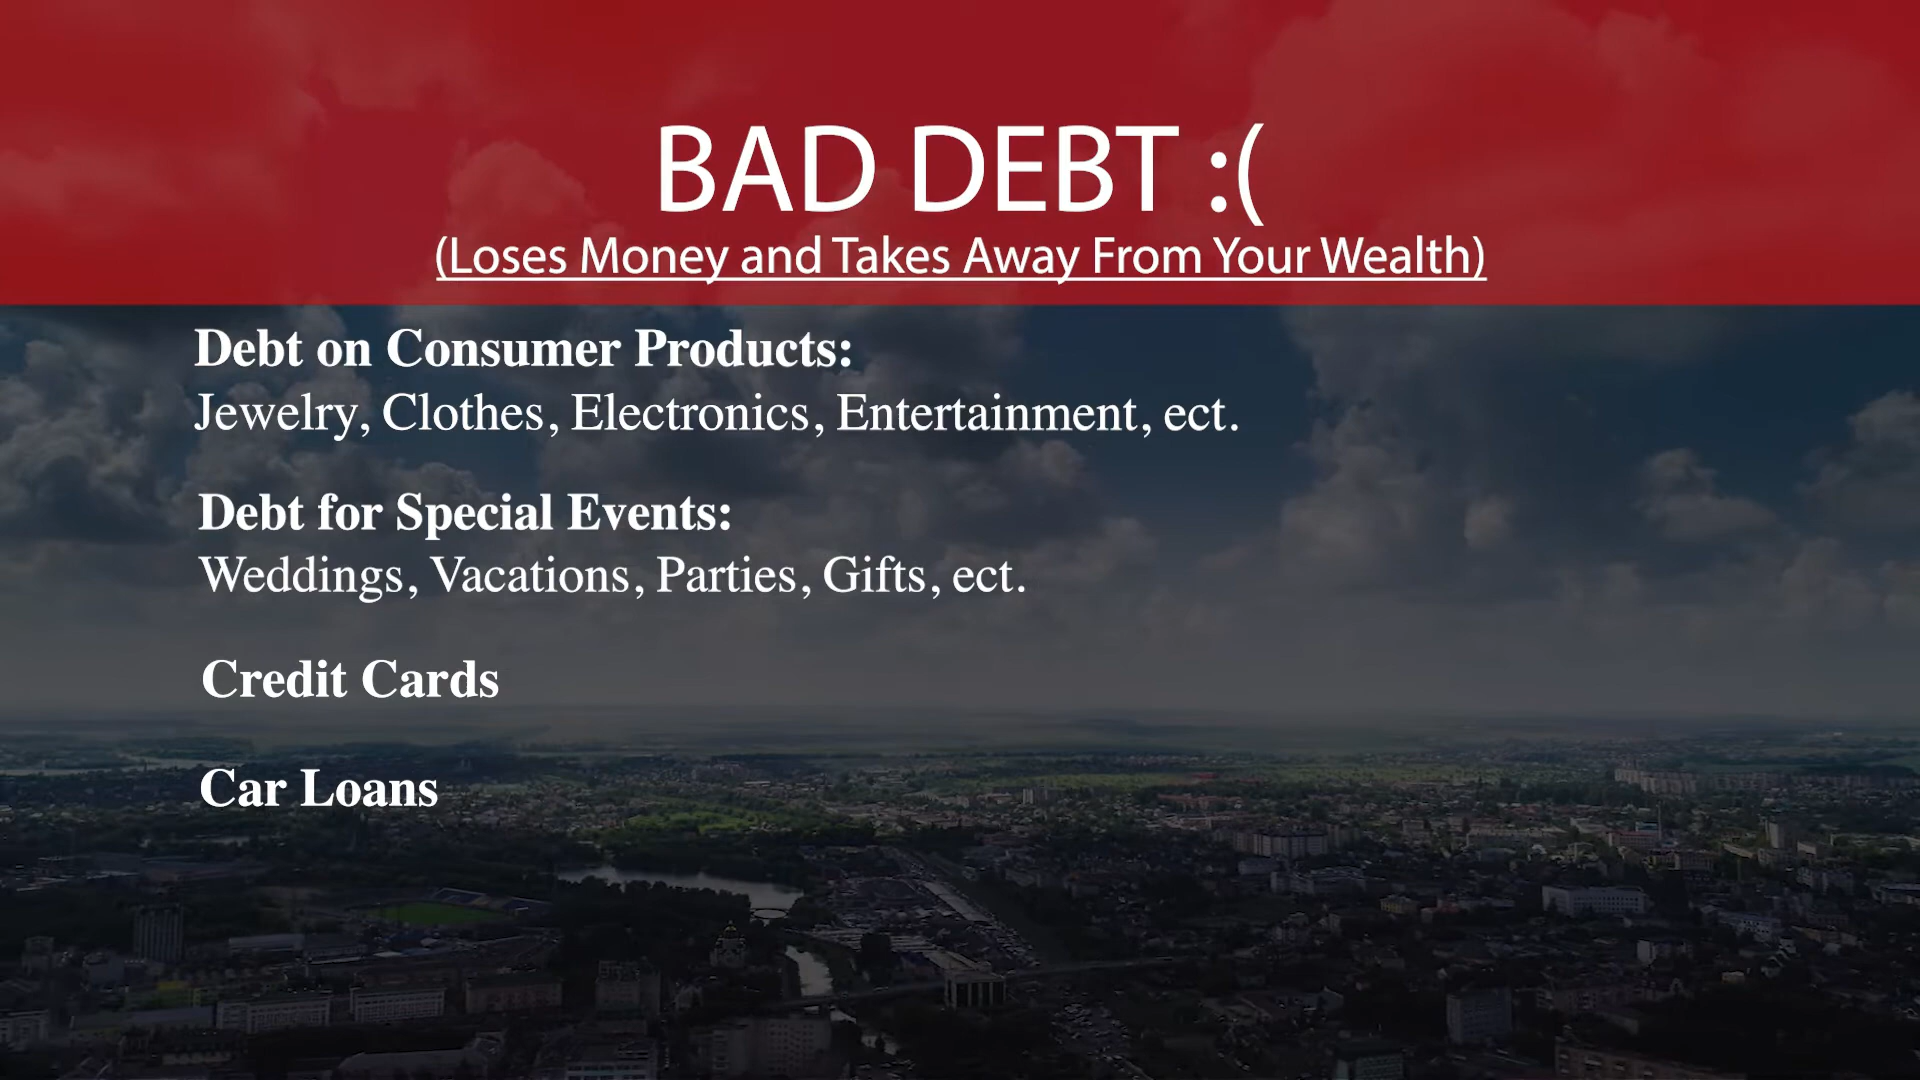 BAD DEBT :(
(Loses Money and Takes Away From Your Wealth)
Debt on Consumer Products:
Jewelry, Clothes, Electronics, Entertainment, ect.
Debt for Special Events:
Weddings, Vacations, Parties, Gifts, ect.
Credit Cards
Car Loans